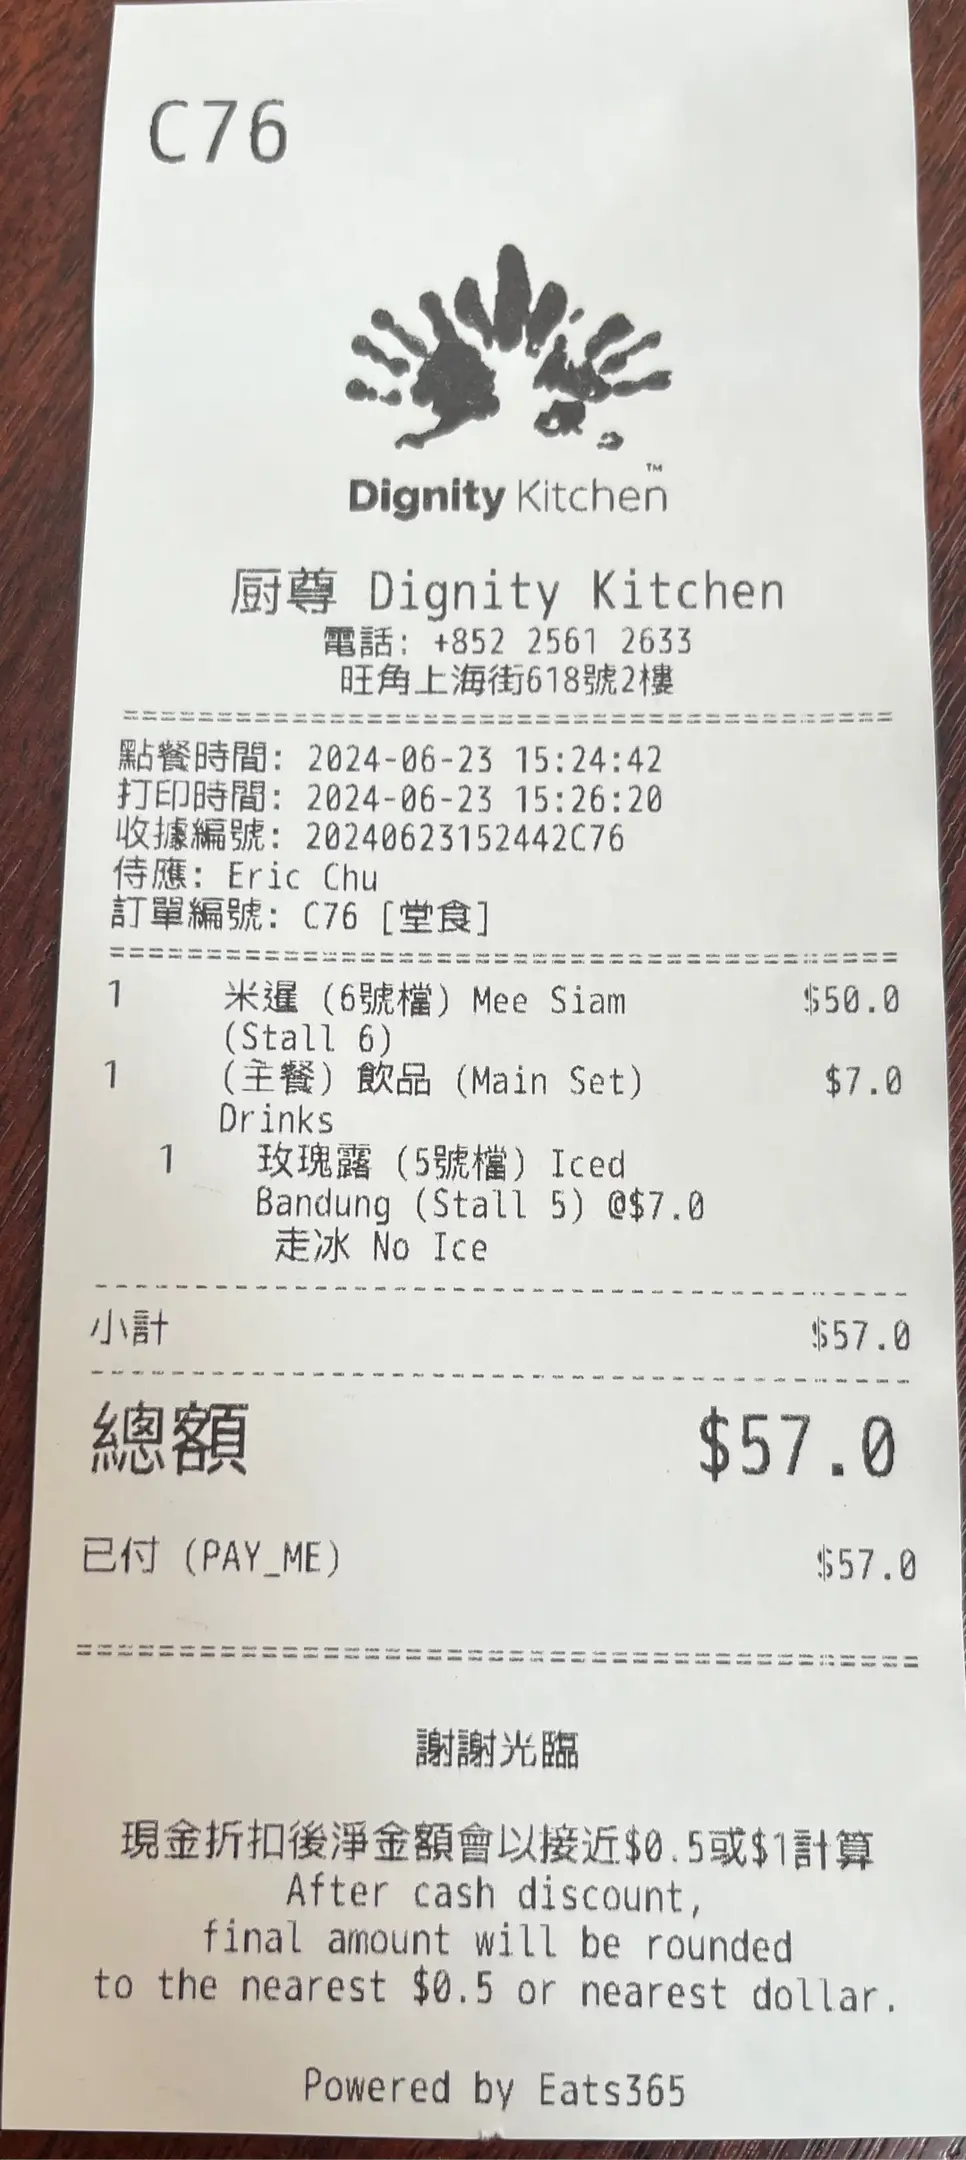 C76
Dignity Kitchen™
厨尊 Dignity Kitchen
電話: +852 2561 2633
旺角上海街618號2樓
點餐時間: 2024-06-23 15:24:42
打印時間: 2024-06-23 15:26:20
收據編號: 20240623152442C76
侍應: Eric Chu
訂單編號: C76 [堂食]
1 米暹 (6號檔) Mee Siam $50.0
(Stall 6)
1 (主餐) 飲品 (Main Set) $7.0
Drinks
1 玫瑰露 (5號檔) Iced
Bandung (Stall 5) @$7.0
走冰 No Ice
小計 $57.0
總額 $57.0
已付 (PAY_ME) $57.0
謝謝光臨
現金折扣後淨金額會以接近$0.5或$1計算
After cash discount,
final amount will be rounded
to the nearest $0.5 or nearest dollar.
Powered by Eats365